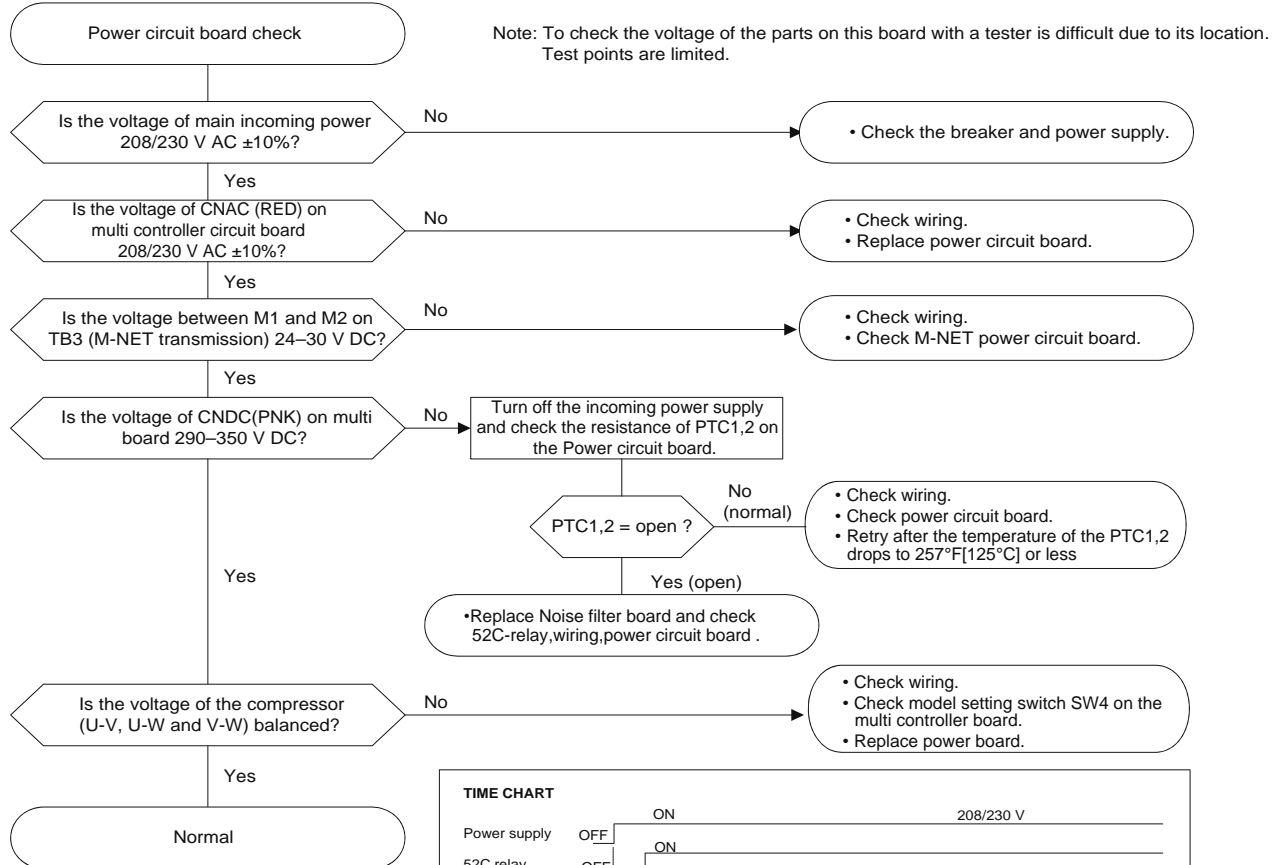 Power circuit board check
Note: To check the voltage of the parts on this board with a tester is difficult due to its location.
Test points are limited.
Is the voltage of main incoming power
208/230 V AC ±10%?
No
• Check the breaker and power supply.
Yes
Is the voltage of CNAC (RED) on
multi controller circuit board
208/230 V AC ±10%?
No
• Check wiring.
• Replace power circuit board.
Yes
Is the voltage between M1 and M2 on
TB3 (M-NET transmission) 24–30 V DC?
No
• Check wiring.
• Check M-NET power circuit board.
Yes
Is the voltage of CNDC(PNK) on multi
board 290–350 V DC?
No
Turn off the incoming power supply
and check the resistance of PTC1,2 on
the Power circuit board.
PTC1,2 = open ?
No
(normal)
• Check wiring.
• Check power circuit board.
• Retry after the temperature of the PTC1,2
drops to 257°F[125°C] or less
Yes (open)
•Replace Noise filter board and check
52C-relay,wiring,power circuit board .
Yes
Is the voltage of the compressor
(U-V, U-W and V-W) balanced?
No
• Check wiring.
• Check model setting switch SW4 on the
multi controller board.
• Replace power board.
Yes
Normal
TIME CHART
ON
208/230 V
Power supply OFF
ON
52C relay OFF